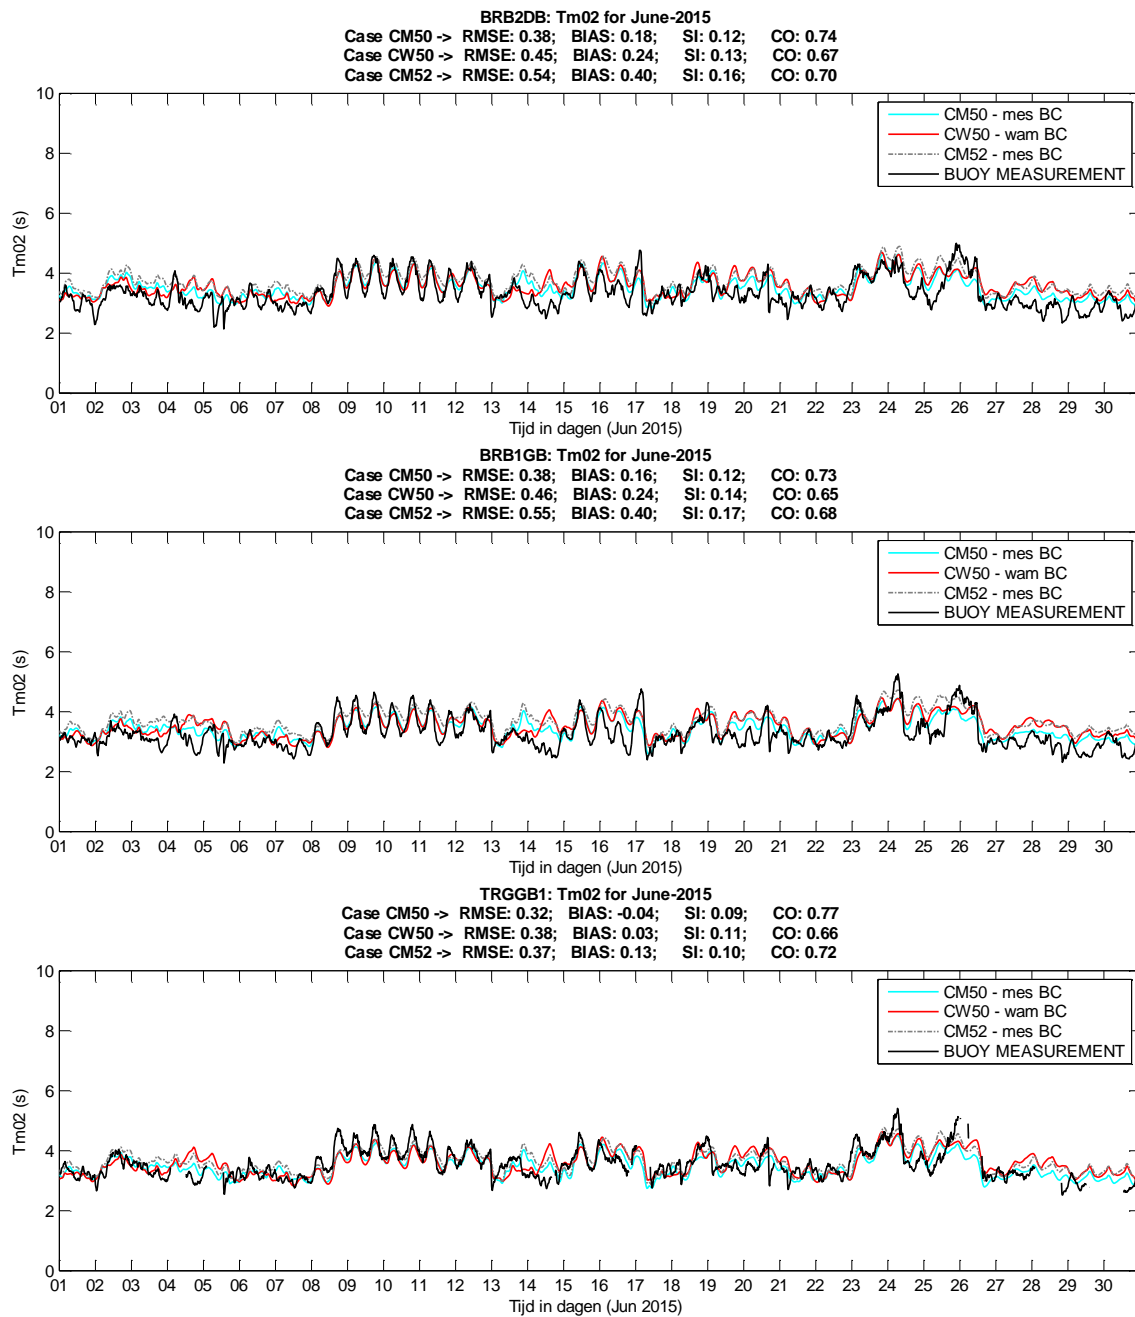 BRB2DB: Tm02 for June-2015
Case CM50 -> RMSE: 0.38; BIAS: 0.18; SI: 0.12; CO: 0.74
Case CW50 -> RMSE: 0.45; BIAS: 0.24; SI: 0.13; CO: 0.67
Case CM52 -> RMSE: 0.54; BIAS: 0.40; SI: 0.16; CO: 0.70
10
8
6
4
2
0
Tm02 (s)
CM50 - mes BC
CW50 - wam BC
CM52 - mes BC
BUOY MEASUREMENT
01 02 03 04 05 06 07 08 09 10 11 12 13 14 15 16 17 18 19 20 21 22 23 24 25 26 27 28 29 30
Tijd in dagen (Jun 2015)
BRB1GB: Tm02 for June-2015
Case CM50 -> RMSE: 0.38; BIAS: 0.16; SI: 0.12; CO: 0.73
Case CW50 -> RMSE: 0.46; BIAS: 0.24; SI: 0.14; CO: 0.65
Case CM52 -> RMSE: 0.55; BIAS: 0.40; SI: 0.17; CO: 0.68
10
8
6
4
2
0
Tm02 (s)
CM50 - mes BC
CW50 - wam BC
CM52 - mes BC
BUOY MEASUREMENT
01 02 03 04 05 06 07 08 09 10 11 12 13 14 15 16 17 18 19 20 21 22 23 24 25 26 27 28 29 30
Tijd in dagen (Jun 2015)
TRGGB1: Tm02 for June-2015
Case CM50 -> RMSE: 0.32; BIAS: -0.04; SI: 0.09; CO: 0.77
Case CW50 -> RMSE: 0.38; BIAS: 0.03; SI: 0.11; CO: 0.66
Case CM52 -> RMSE: 0.37; BIAS: 0.13; SI: 0.10; CO: 0.72
10
8
6
4
2
0
Tm02 (s)
CM50 - mes BC
CW50 - wam BC
CM52 - mes BC
BUOY MEASUREMENT
01 02 03 04 05 06 07 08 09 10 11 12 13 14 15 16 17 18 19 20 21 22 23 24 25 26 27 28 29 30
Tijd in dagen (Jun 2015)